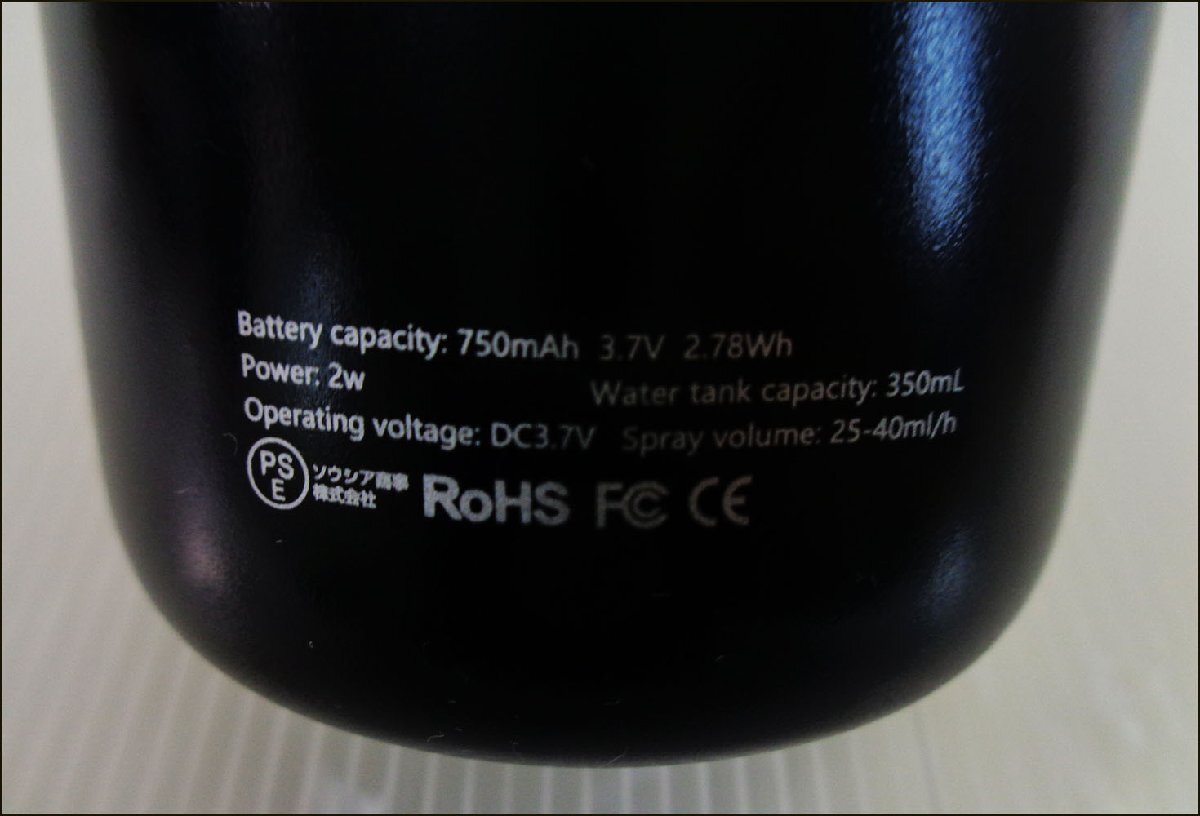 Battery capacity: 750mAh 3.7V 2.78Wh
Power: 2w Water tank capacity: 350mL
Operating voltage: DC3.7V Spray volume: 25-40ml/h
PS
E
ソウシア商事
株式会社
RoHS FC CE